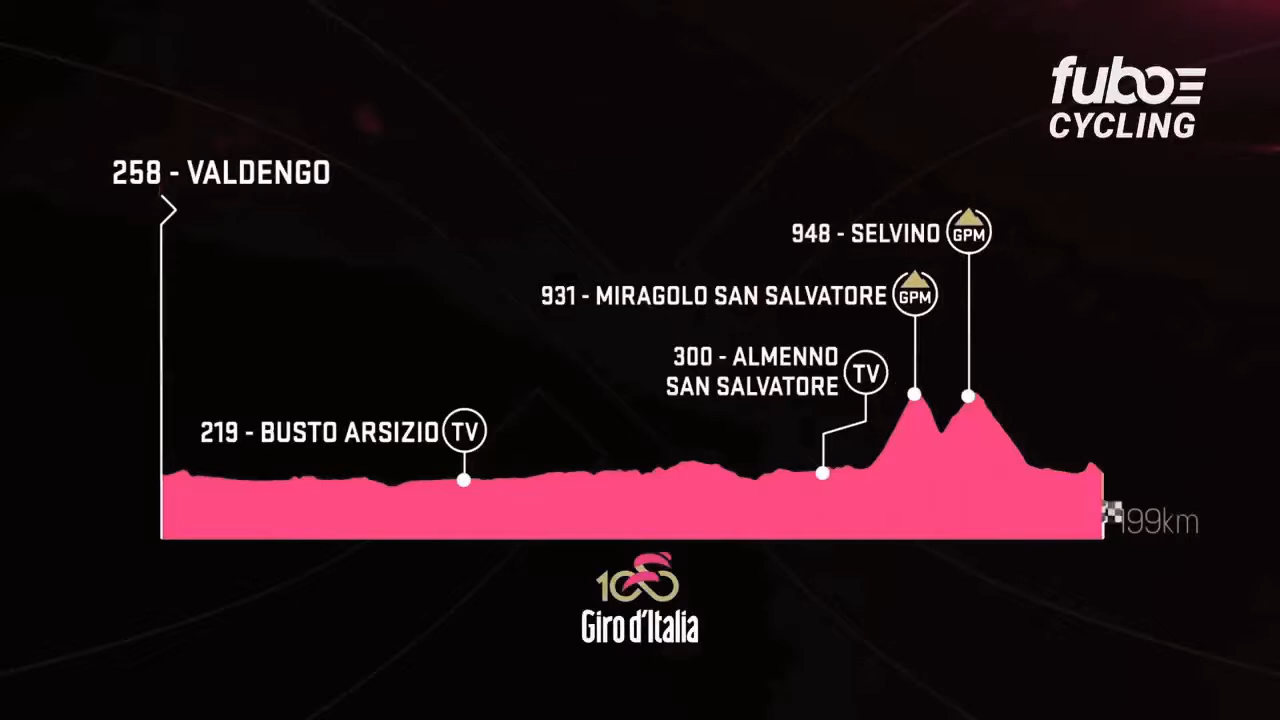 fubo
CYCLING
258 - VALDENGO
948 - SELVINO GPM
931 - MIRAGOLO SAN SALVATORE GPM
300 - ALMENNO
SAN SALVATORE TV
219 - BUSTO ARSIZIO TV
199km
100
Giro d'Italia